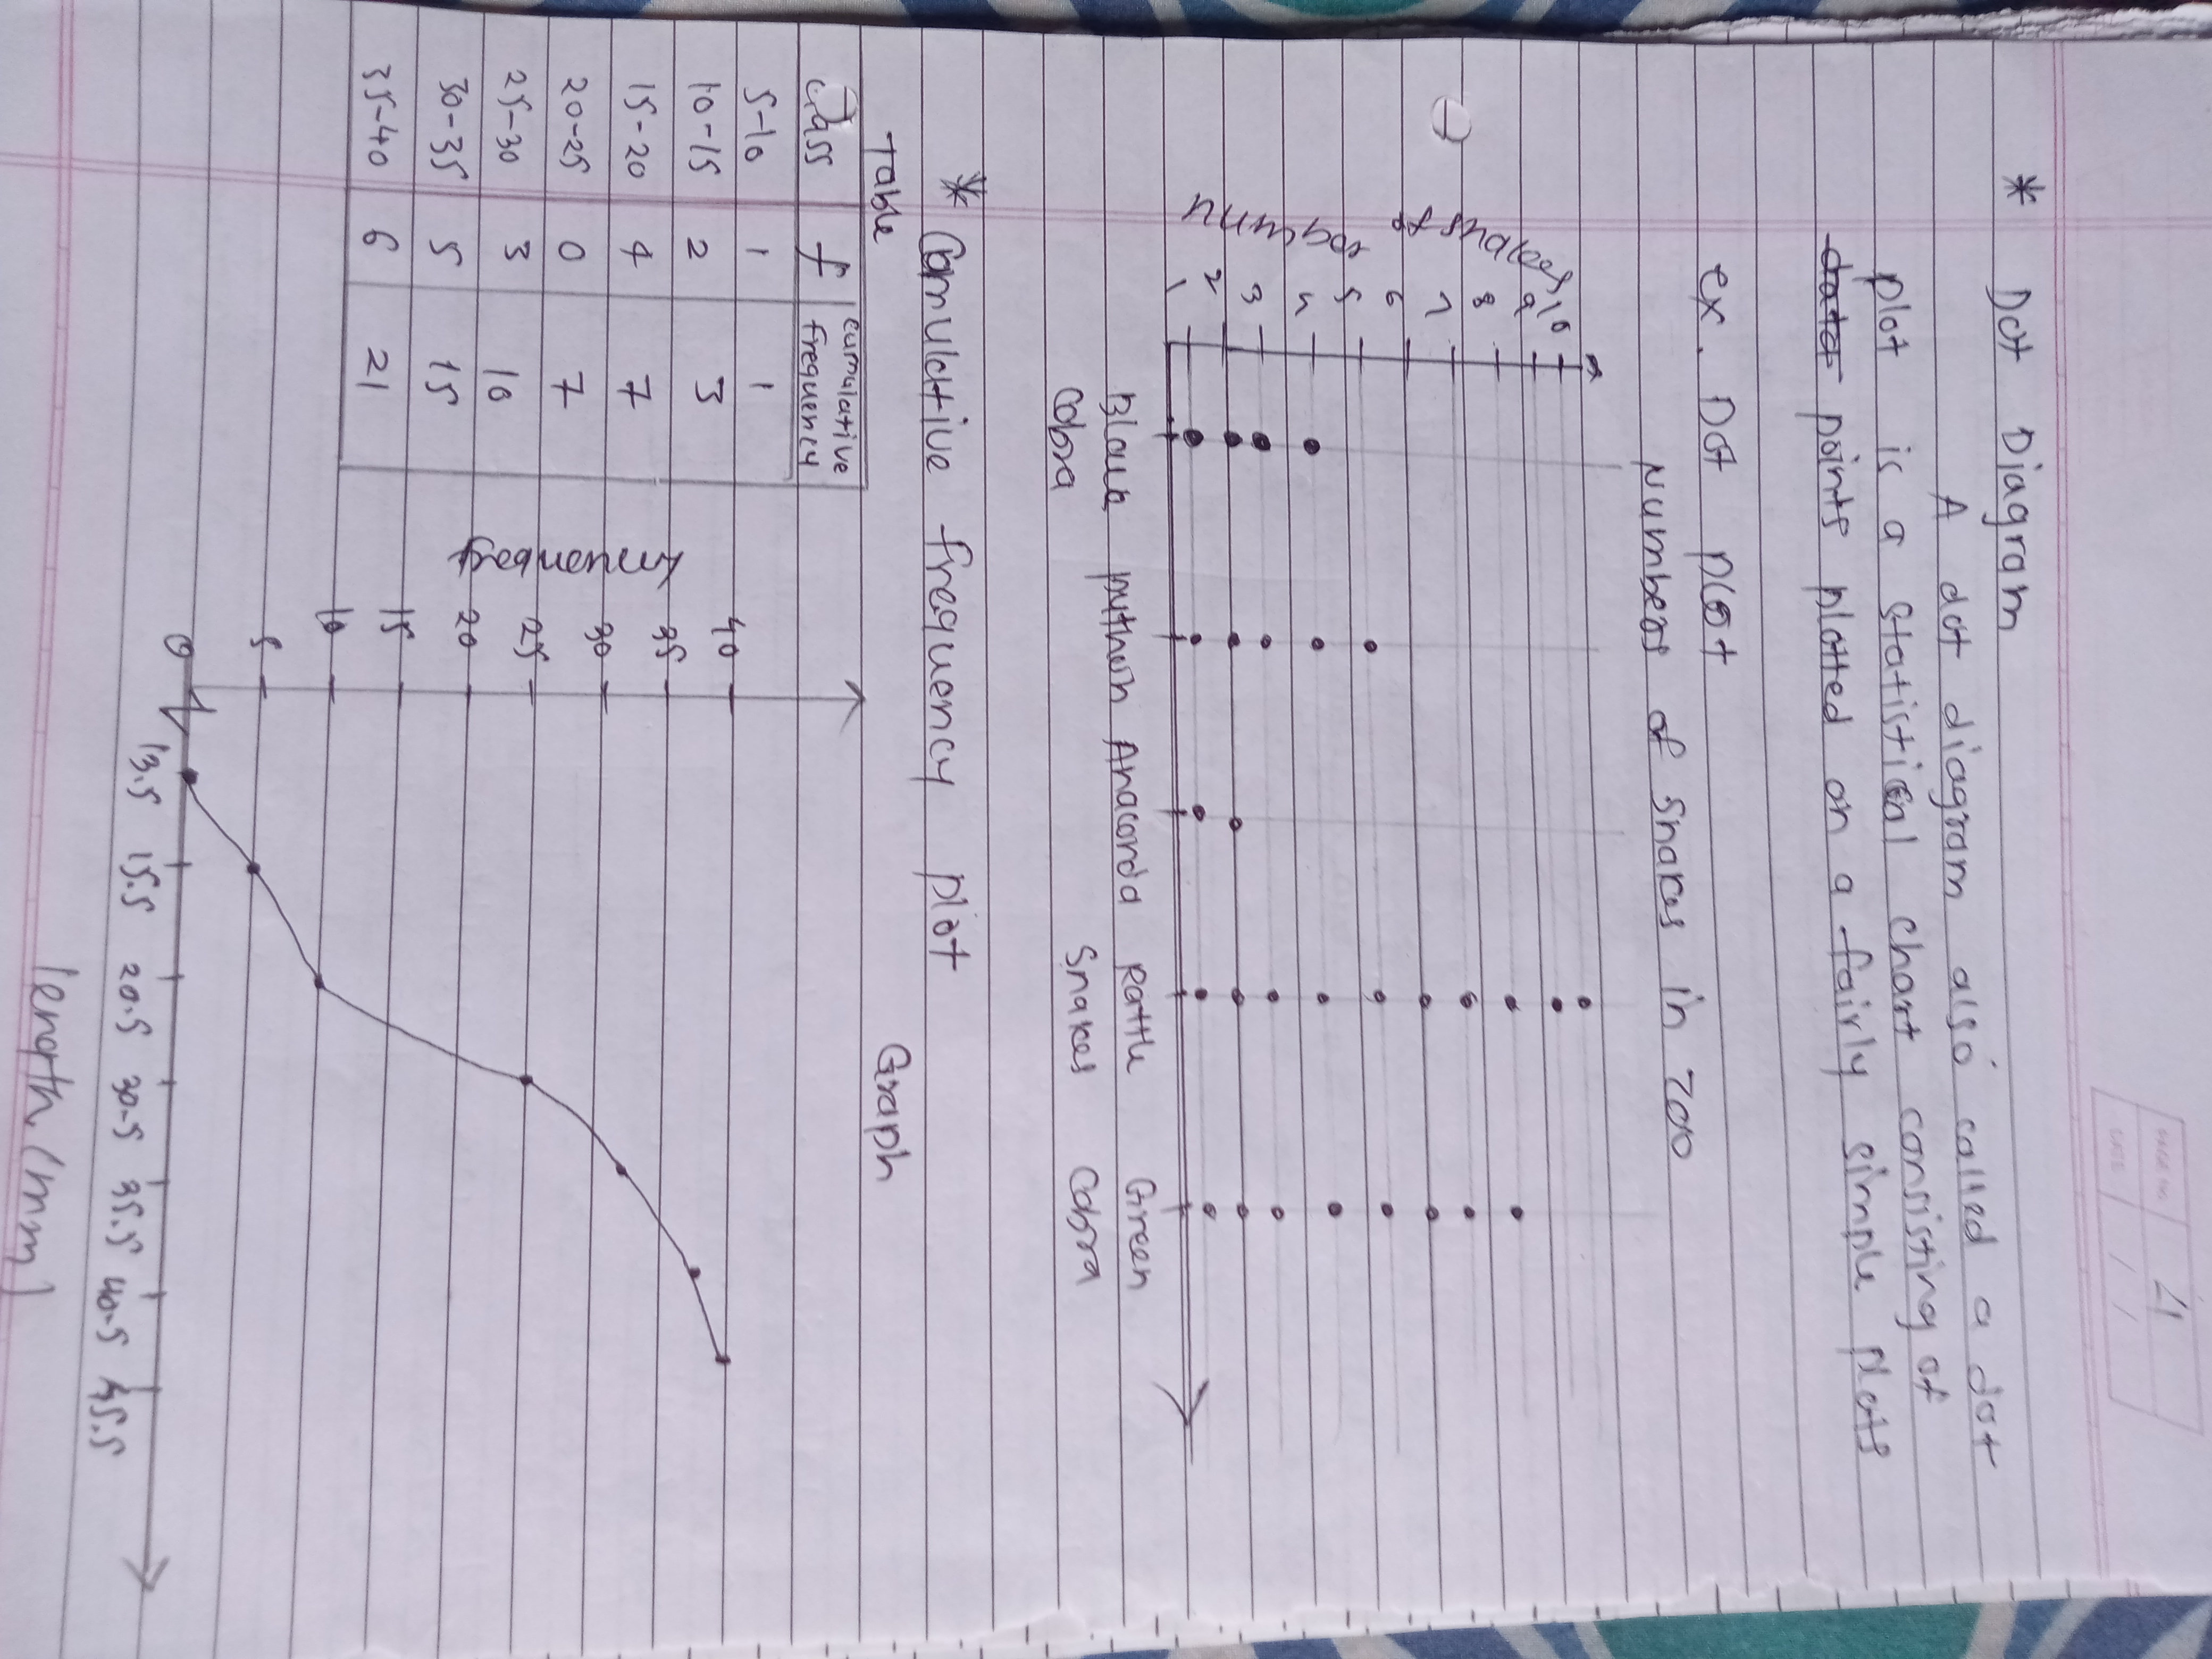 PAGE NO. 4
DATE / /
* Dot Diagram
A dot diagram also called a dot
plot is a statistical chart consisting of
points plotted on a fairly simple plots
ex. Dot plot
Numbers of Snakes in zoo
Number of snakes
10
9
8
7
6
5
4
3
2
1
Black python Anaconda Rattle Green
Cobra Snakes Cobra
* Comulative frequency plot
Table Graph
Class f cumulative
frequency
5-10 1 1
10-15 2 3
15-20 4 7
20-25 0 7
25-30 3 10
30-35 5 15
35-40 6 21
frequency
40
35
30
25
20
15
10
5
0
13.5 15.5 20.5 30.5 35.5 40.5 45.5
length (mm)